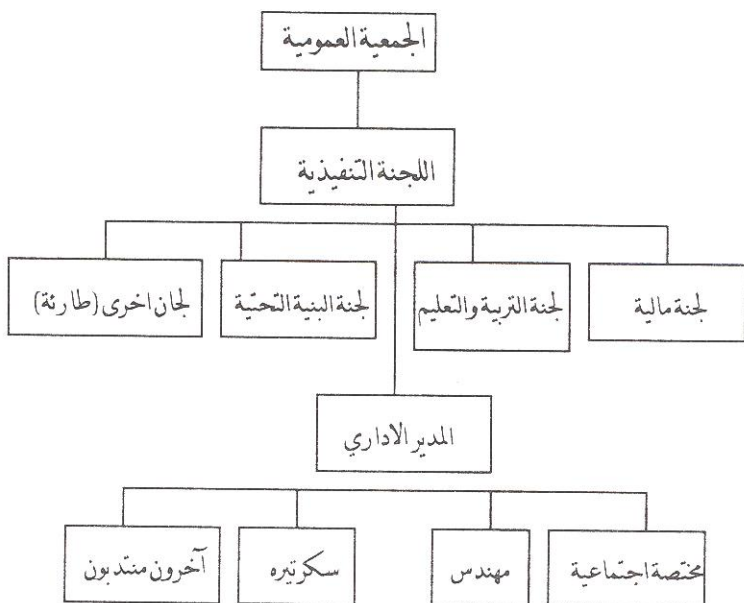 الجمعية العمومية
اللجنة التنفيذية
لجنة مالية
لجنة التربية والتعليم
لجنة البنية التحتية
لجان اخرى (طارئة)
المدير الاداري
مختصة اجتماعية
مهندس
سكرتيره
آخرون منتدبون